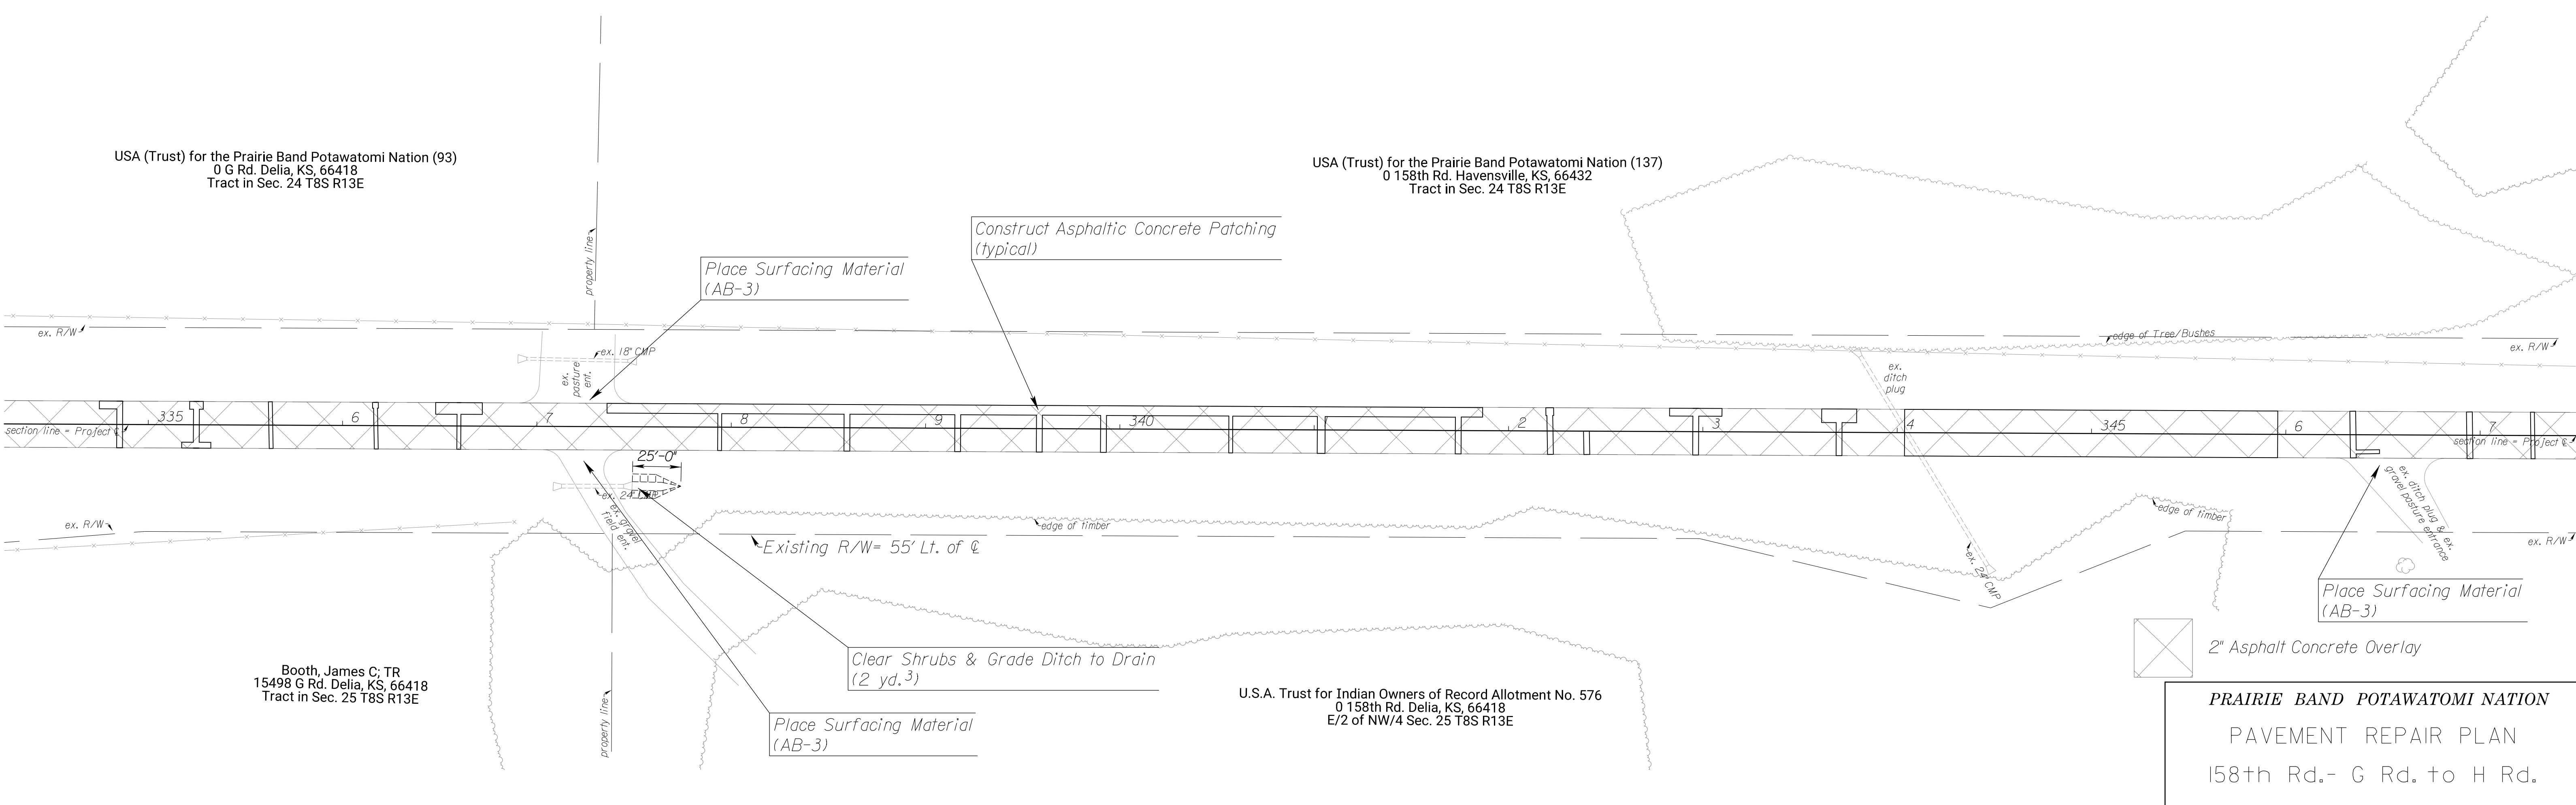 USA (Trust) for the Prairie Band Potawatomi Nation (93)
0 G Rd. Delia, KS, 66418
Tract in Sec. 24 T8S R13E
USA (Trust) for the Prairie Band Potawatomi Nation (137)
0 158th Rd. Havensville, KS, 66432
Tract in Sec. 24 T8S R13E
property line
Construct Asphaltic Concrete Patching
(typical)
Place Surfacing Material
(AB-3)
ex. R/W
ex. 18" CMP
ex.
pasture
ent.
edge of Tree/Bushes
ex. R/W
ex.
ditch
plug
335
6
7
8
9
340
2
3
4
345
6
7
section line = Project ℄
section line = Project ℄
25'-0"
ex. 24"
ex. gravel
field ent.
ex. R/W
edge of timber
Existing R/W= 55' Lt. of ℄
ex. 24" CMP
edge of timber
ex. ditch plug & ex.
gravel pasture entrance
ex. R/W
Place Surfacing Material
(AB-3)
2" Asphalt Concrete Overlay
Clear Shrubs & Grade Ditch to Drain
(2 yd.³)
Place Surfacing Material
(AB-3)
property line
Booth, James C; TR
15498 G Rd. Delia, KS, 66418
Tract in Sec. 25 T8S R13E
U.S.A. Trust for Indian Owners of Record Allotment No. 576
0 158th Rd. Delia, KS, 66418
E/2 of NW/4 Sec. 25 T8S R13E
PRAIRIE BAND POTAWATOMI NATION
PAVEMENT REPAIR PLAN
158th Rd.- G Rd. to H Rd.